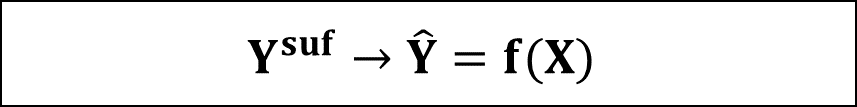 Y^suf → Ŷ = f(X)